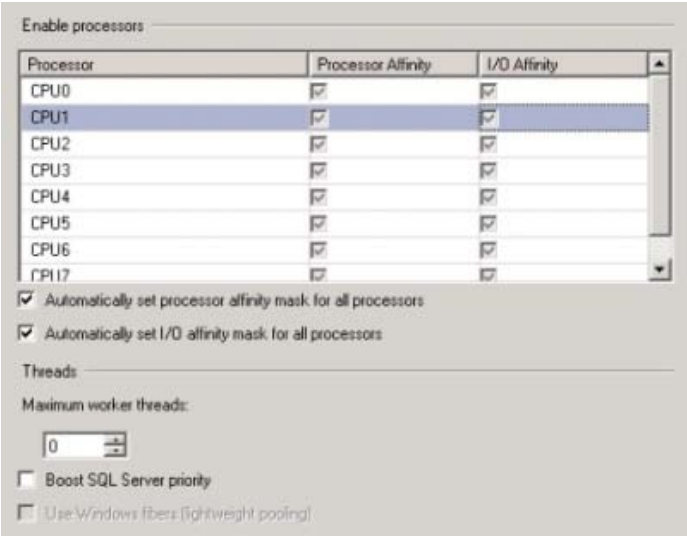 Enable processors
Processor Processor Affinity I/O Affinity
CPU0
CPU1
CPU2
CPU3
CPU4
CPU5
CPU6
CPU7
Automatically set processor affinity mask for all processors
Automatically set I/O affinity mask for all processors
Threads
Maximum worker threads:
0
Boost SQL Server priority
Use Windows fibers (lightweight pooling)